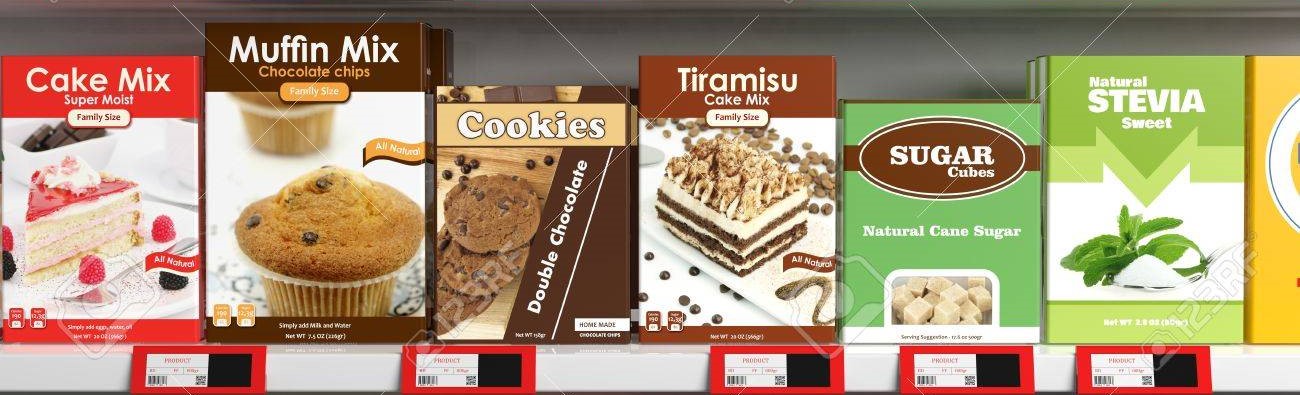 Cake Mix
Super Moist
Family Size
All Natural
Simply add eggs, water, oil
Net WT 20 OZ (566gr)
Muffin Mix
Chocolate chips
Family Size
All Natural
Simply add Milk and Water
Net WT 7.5 OZ (226gr)
Cookies
Double Chocolate
Net WT 158gr
HOME MADE
CHOCOLATE CHIPS
Tiramisu
Cake Mix
Family Size
All Natural
Net WT 20 OZ (566gr)
SUGAR
Cubes
Natural Cane Sugar
Serving Suggestion - 17.6 oz 500gr
Natural
STEVIA
Sweet
Net WT 2.8 OZ (80gr)
PRODUCT
PRODUCT
PRODUCT
PRODUCT
PRODUCT
123RF